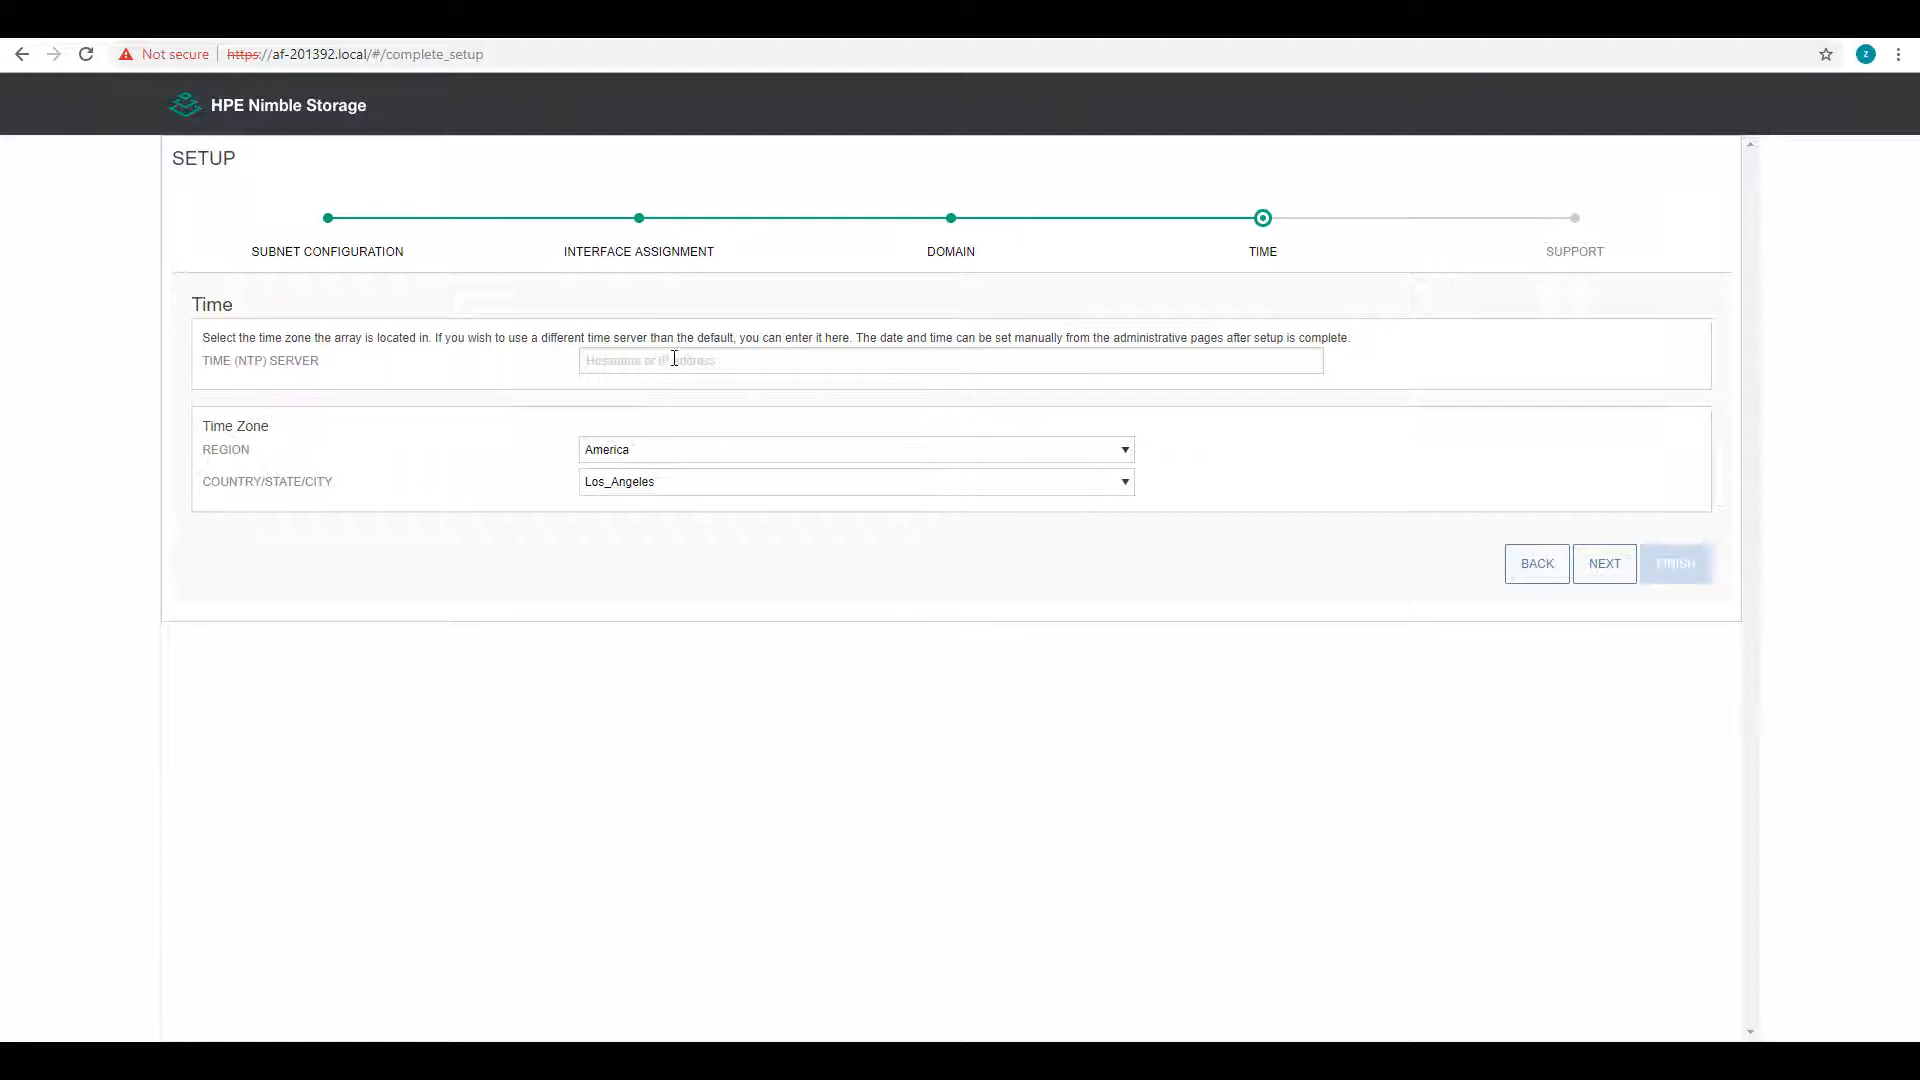 Not secure
https://af-201392.local/#/complete_setup
z
HPE Nimble Storage
SETUP
SUBNET CONFIGURATION
INTERFACE ASSIGNMENT
DOMAIN
TIME
SUPPORT
Time
Select the time zone the array is located in. If you wish to use a different time server than the default, you can enter it here. The date and time can be set manually from the administrative pages after setup is complete.
TIME (NTP) SERVER
Hostname or IP address
Time Zone
REGION
America
COUNTRY/STATE/CITY
Los_Angeles
BACK
NEXT
FINISH